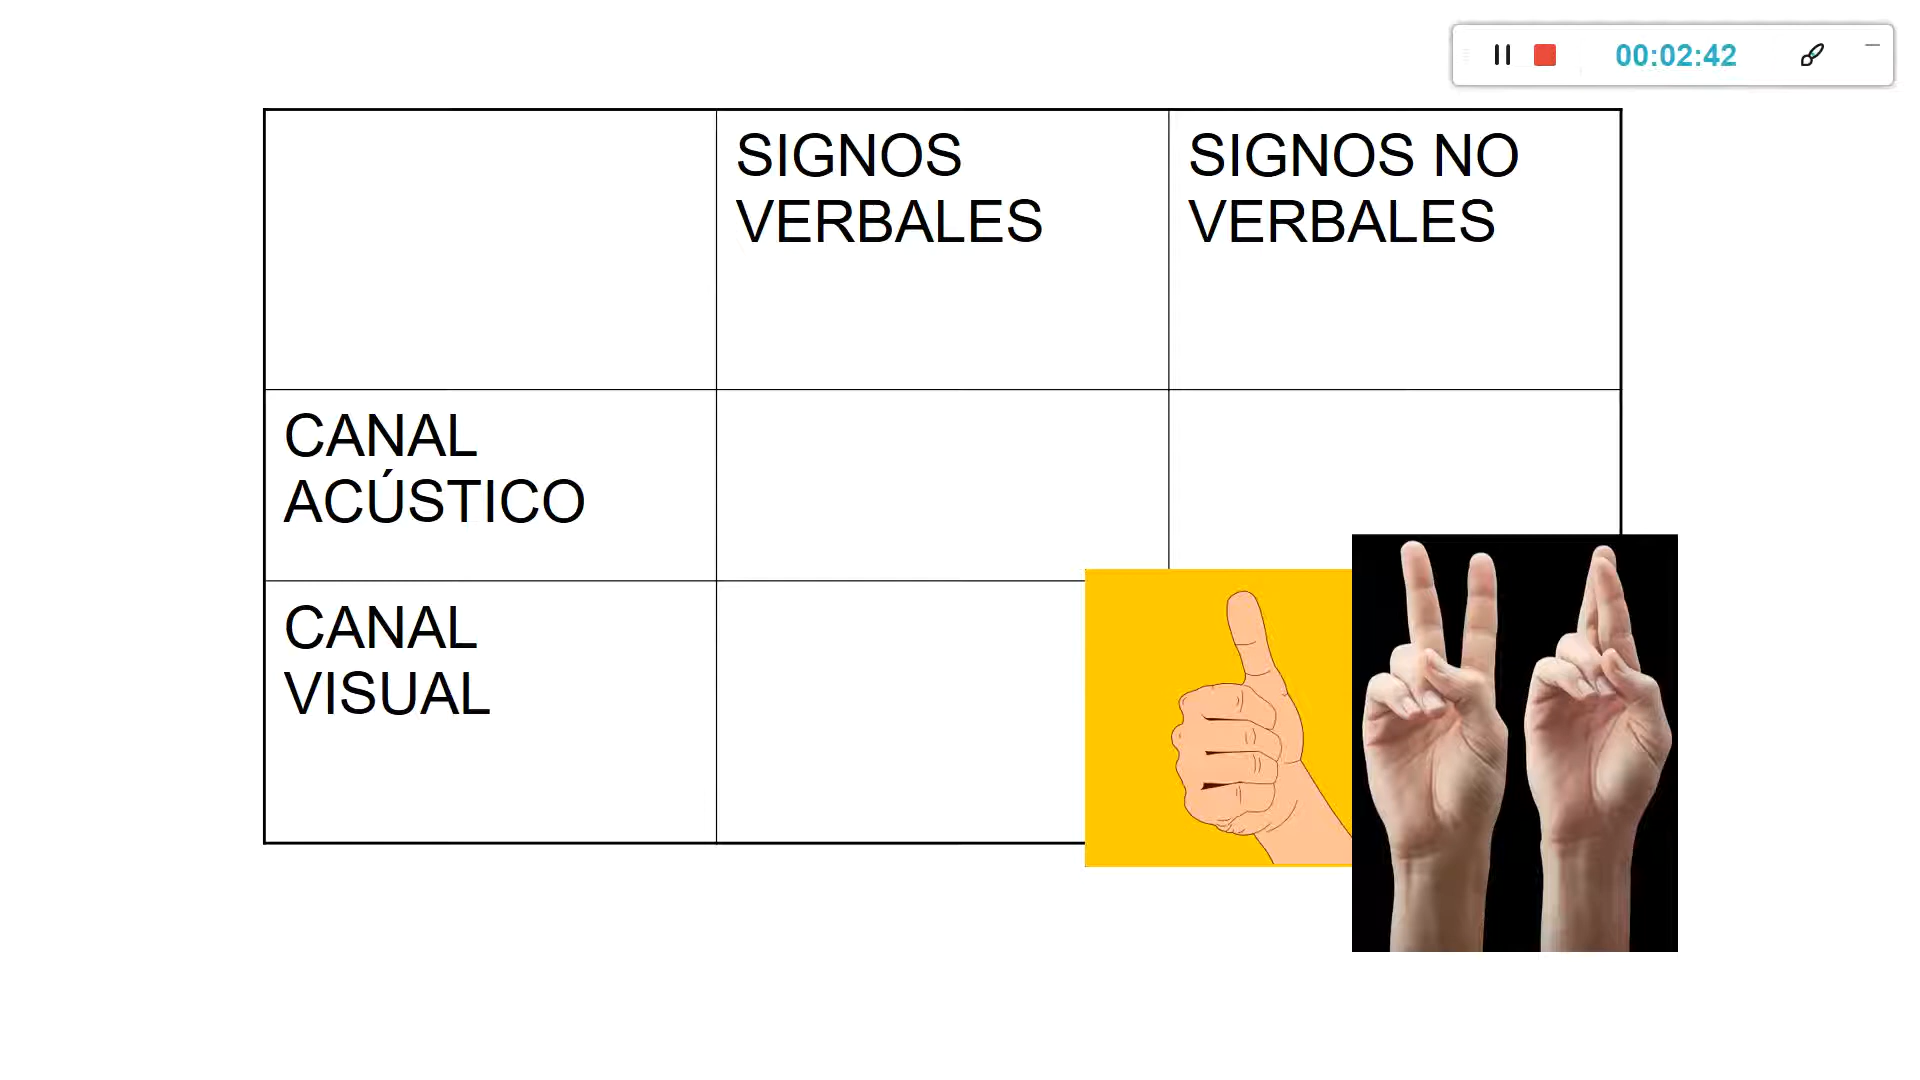 00:02:42
SIGNOS
VERBALES
SIGNOS NO
VERBALES
CANAL
ACÚSTICO
CANAL
VISUAL